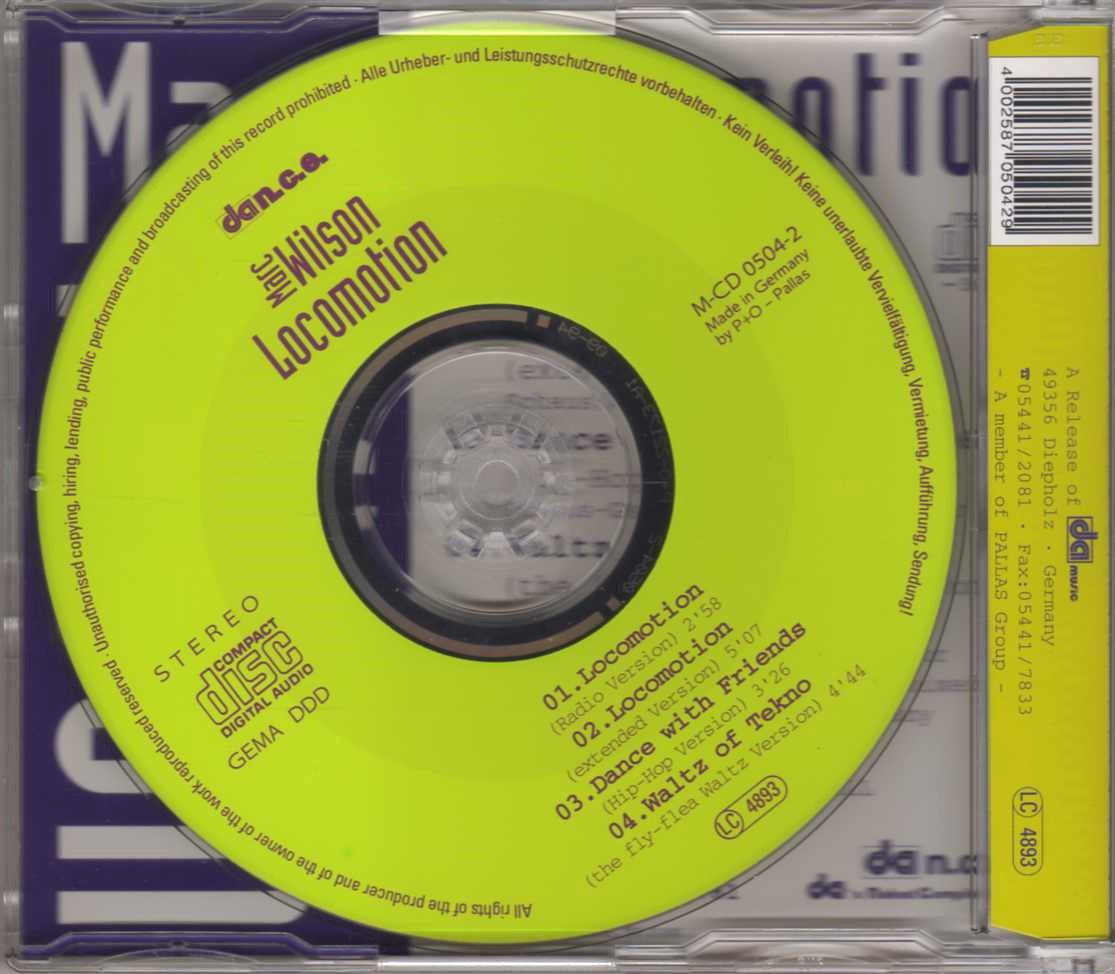 All rights of the producer and of the owner of the work reproduced reserved · Unauthorised copying, hiring, lending, public performance and broadcasting of this record prohibited · Alle Urheber- und Leistungsschutzrechte vorbehalten · Kein Verleih! Keine unerlaubte Vervielfältigung, Vermietung, Aufführung, Sendung!
dan.c.e.
Marc
Wilson
Locomotion
M-CD 0504-2
Made in Germany
by P+O – Pallas
STEREO
COMPACT
disc
DIGITAL AUDIO
GEMA DDD
01.Locomotion
(Radio Version) 2'58
02.Locomotion
(extended Version) 5'07
03.Dance with Friends
(Hip-Hop Version) 3'26
04.Waltz of Tekno
(the fly-flea Waltz Version) 4'44
LC 4893
4 002587 050429
A Release of da music
49356 Diepholz · Germany
☎05441/2081 · Fax:05441/7833
- A member of PALLAS Group -
LC 4893